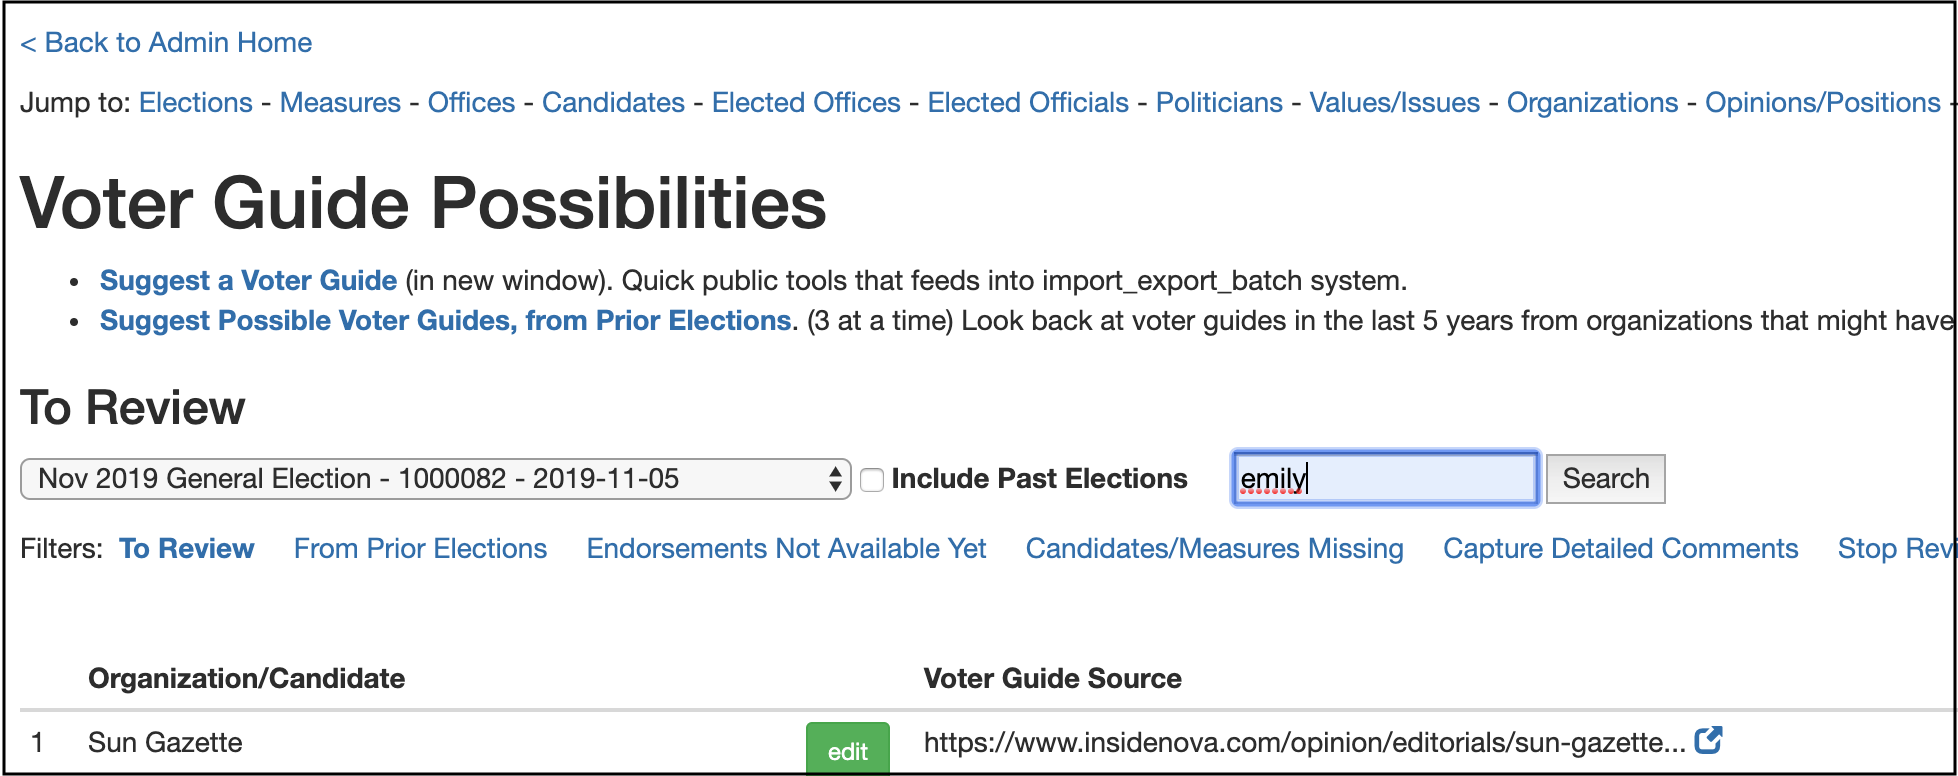 < Back to Admin Home
Jump to: Elections - Measures - Offices - Candidates - Elected Offices - Elected Officials - Politicians - Values/Issues - Organizations - Opinions/Positions -
Voter Guide Possibilities
• Suggest a Voter Guide (in new window). Quick public tools that feeds into import_export_batch system.
• Suggest Possible Voter Guides, from Prior Elections. (3 at a time) Look back at voter guides in the last 5 years from organizations that might have
To Review
Nov 2019 General Election - 1000082 - 2019-11-05 Include Past Elections emily Search
Filters: To Review From Prior Elections Endorsements Not Available Yet Candidates/Measures Missing Capture Detailed Comments Stop Revi
Organization/Candidate Voter Guide Source
1 Sun Gazette edit https://www.insidenova.com/opinion/editorials/sun-gazette...